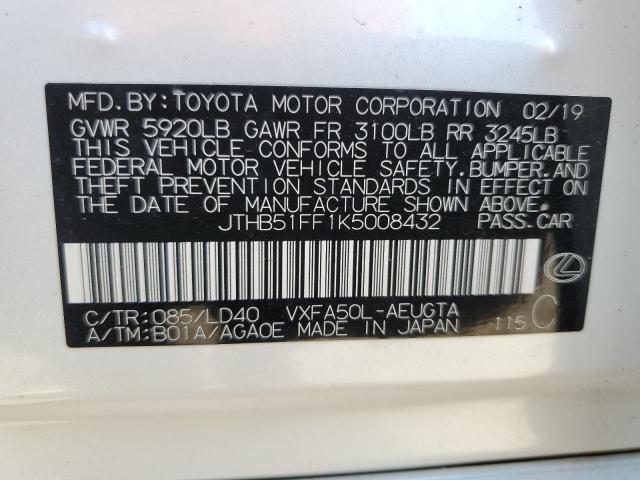 MFD.BY:TOYOTA MOTOR CORPORATION 02/19
GVWR 5920LB GAWR FR 3100LB RR 3245LB
THIS VEHICLE CONFORMS TO ALL APPLICABLE
FEDERAL MOTOR VEHICLE SAFETY,BUMPER,AND
THEFT PREVENTION STANDARDS IN EFFECT ON
THE DATE OF MANUFACTURE SHOWN ABOVE.
JTHB51FF1K5008432 PASS.CAR
C/TR:085/LD40 VXFA50L-AEUGTA
A/TM:B01A/AGA0E MADE IN JAPAN 115 C